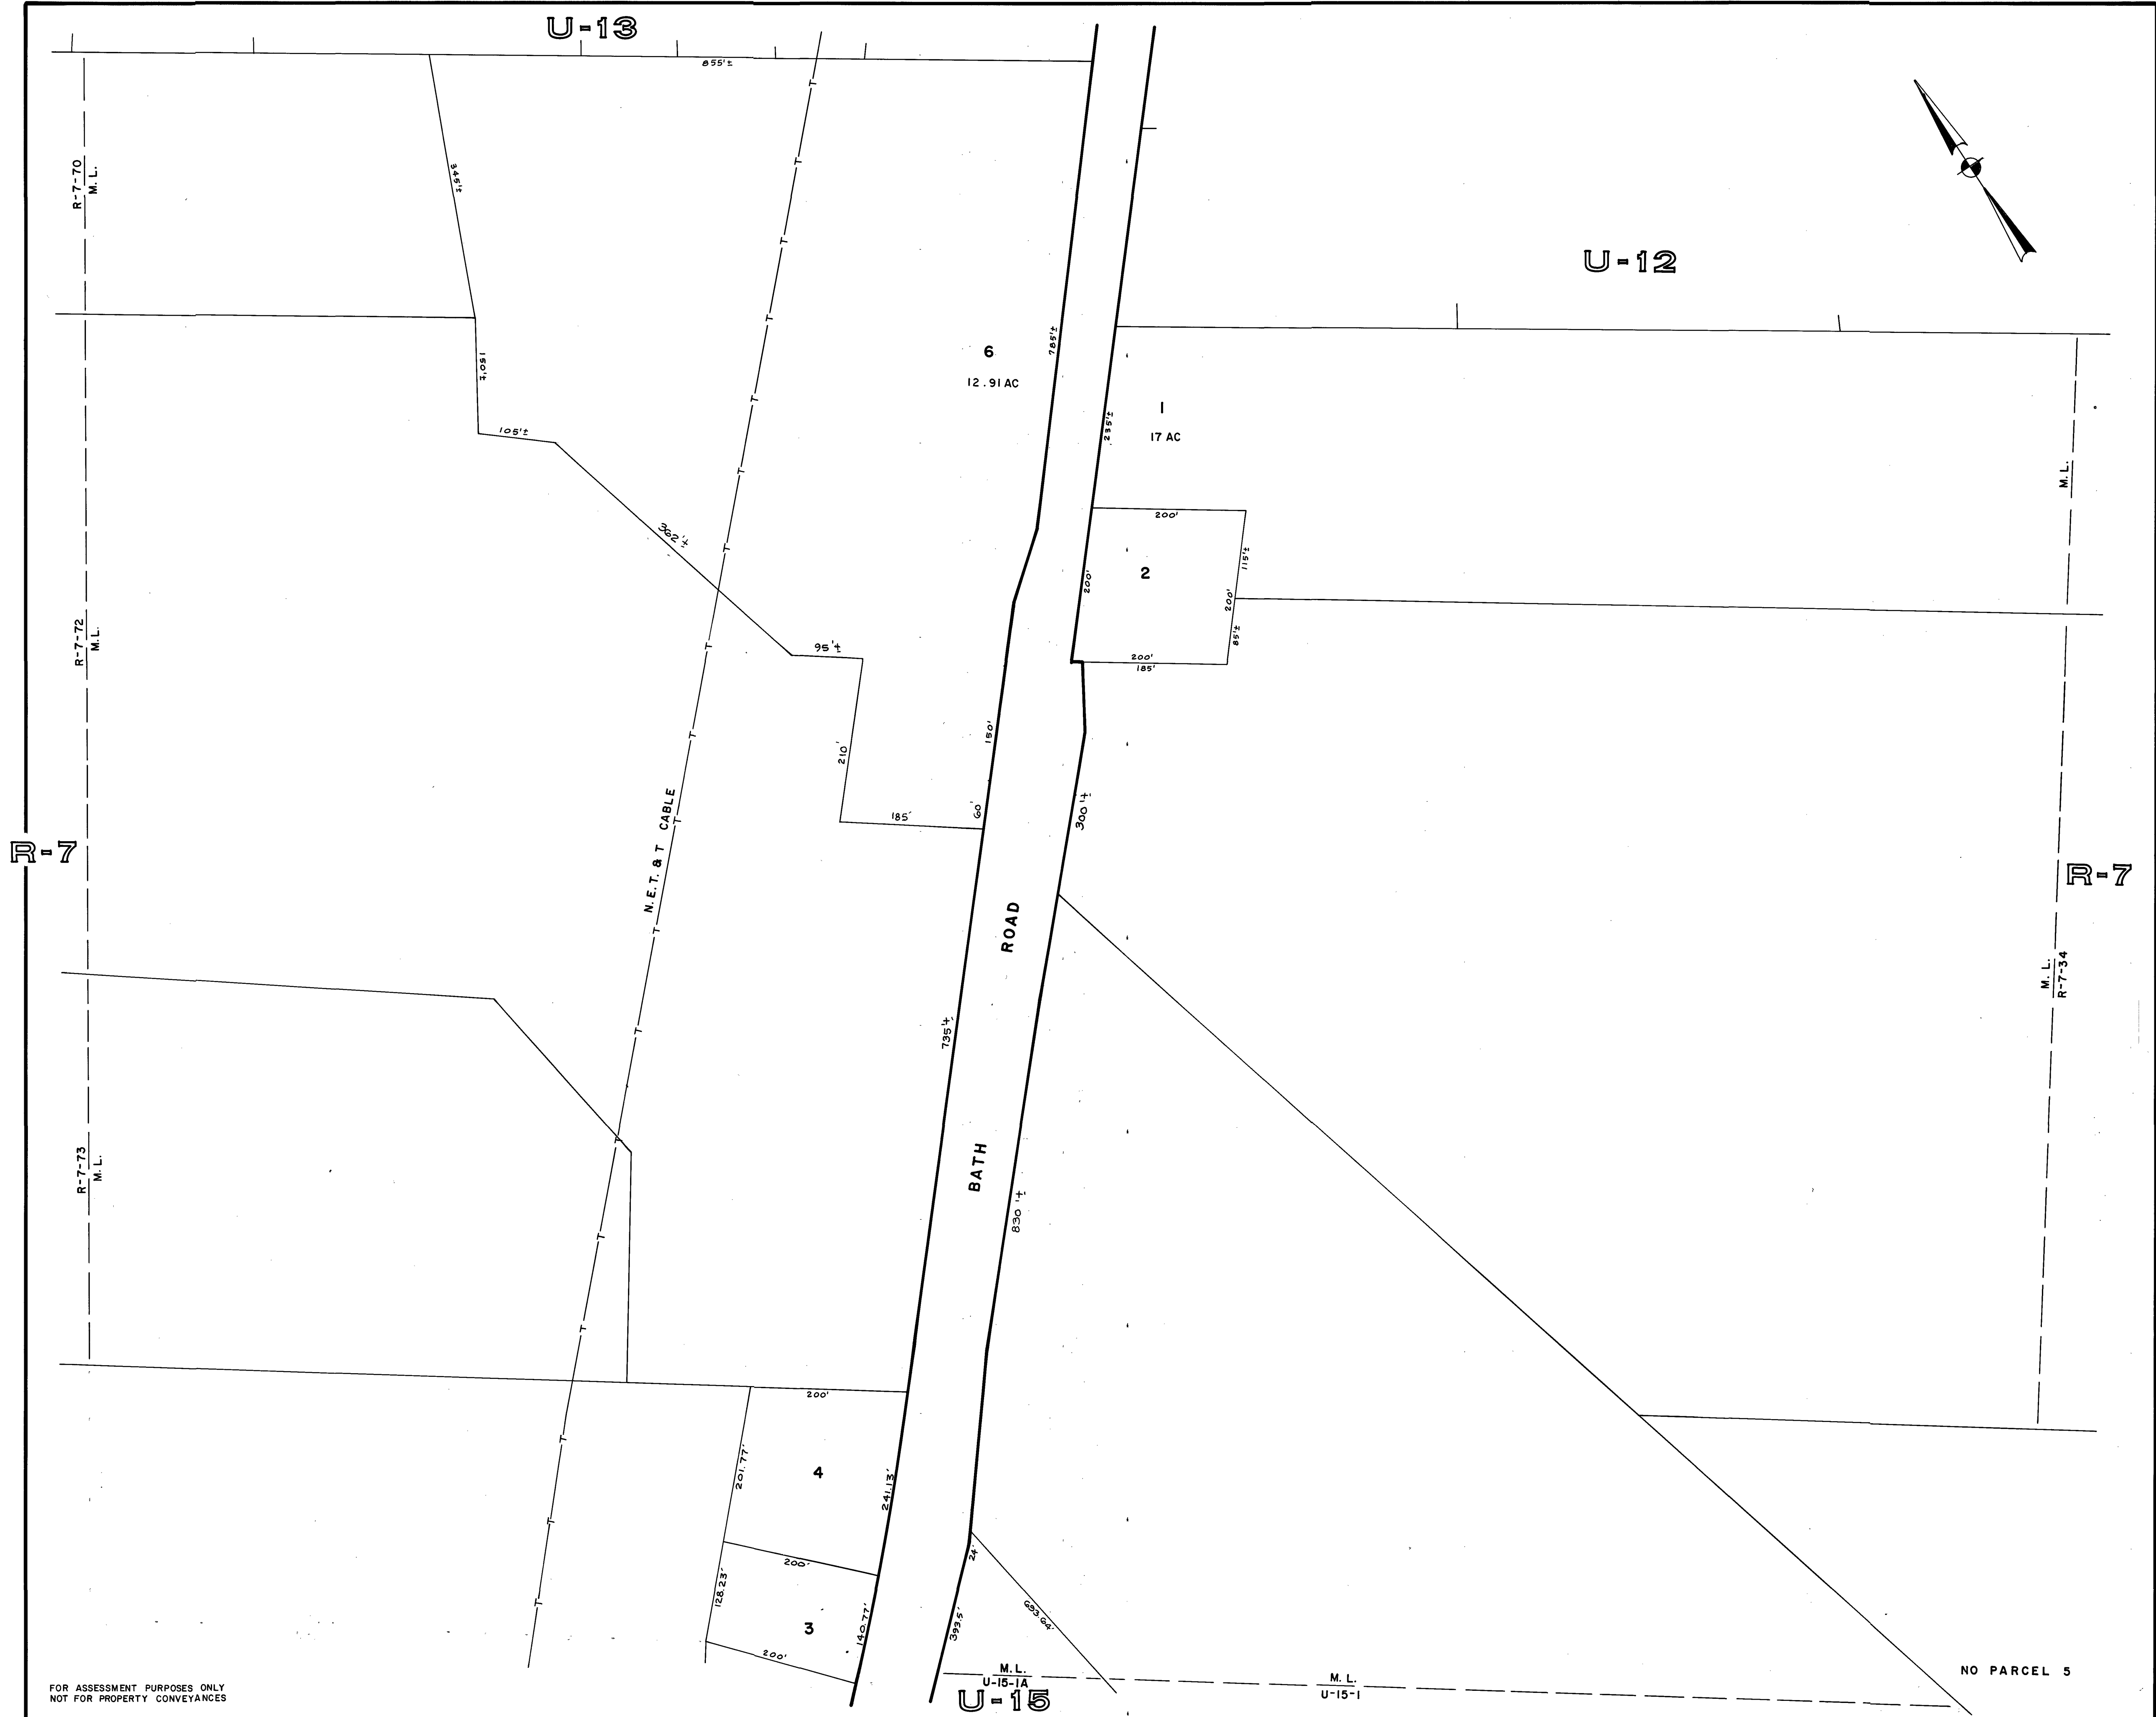 U-13
855'±
R-7-70
M. L.
345'±
U-12
6
12.91 AC
785'±
150'±
105'±
1
17 AC
235'±
M. L.
362'±
200'
2
200'
115'±
200'
85'±
200'
185'
R-7-72
M. L.
95'±
210'
150'
185'
60'
300'±
N. E. T. & T CABLE
R-7
R-7
ROAD
M. L.
R-7-34
735'±
BATH
830'±
R-7-73
M. L.
200'
201.77'
4
241.13'
200'
24'
128.23'
3
140.77'
393.5'
693.64'
200'
M. L.
U-15-1A
M. L.
U-15-1
U-15
NO PARCEL 5
FOR ASSESSMENT PURPOSES ONLY
NOT FOR PROPERTY CONVEYANCES